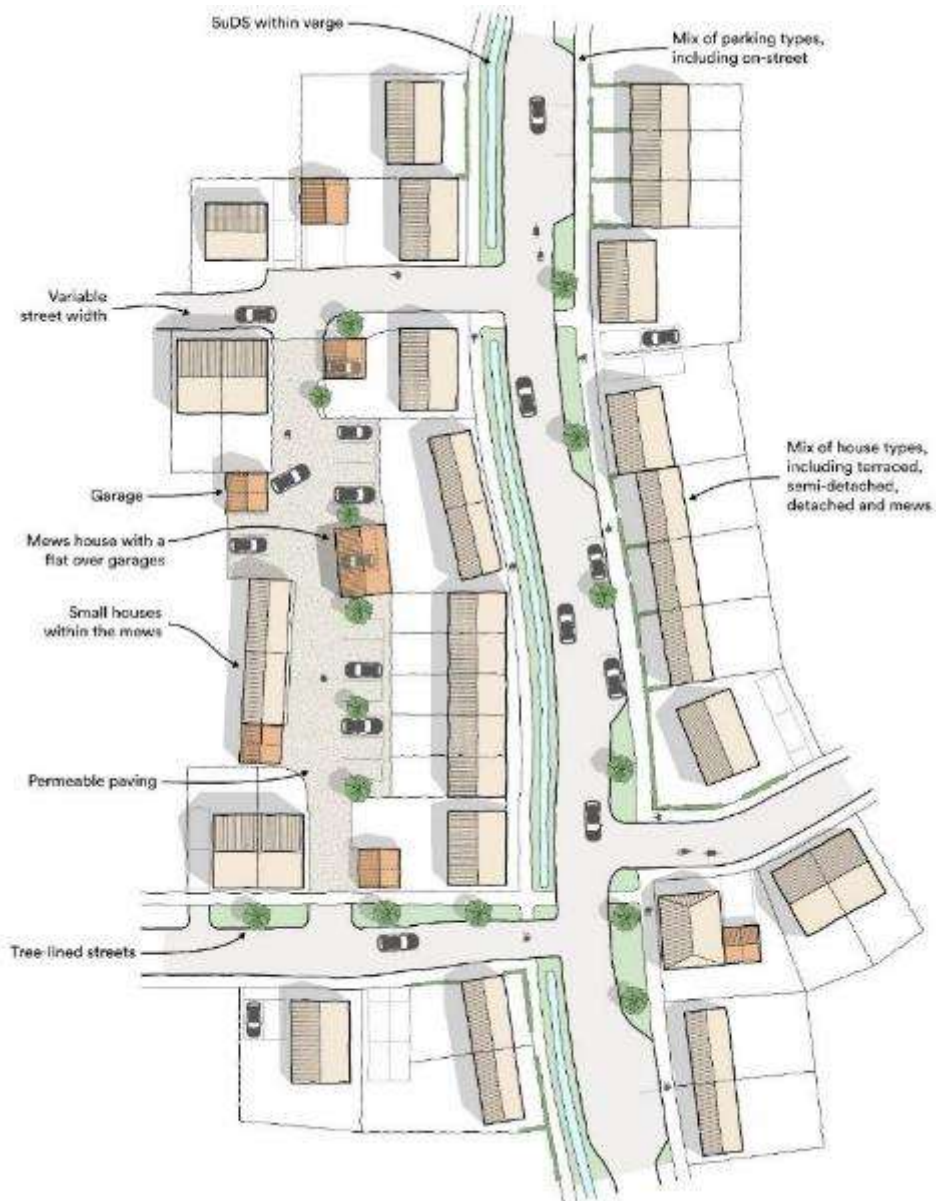 SuDS within verge
Mix of parking types,
including on-street
Variable
street width
Mix of house types,
including terraced,
semi-detached,
detached and mews
Garage
Mews house with a
flat over garages
Small houses
within the mews
Permeable paving
Tree-lined streets